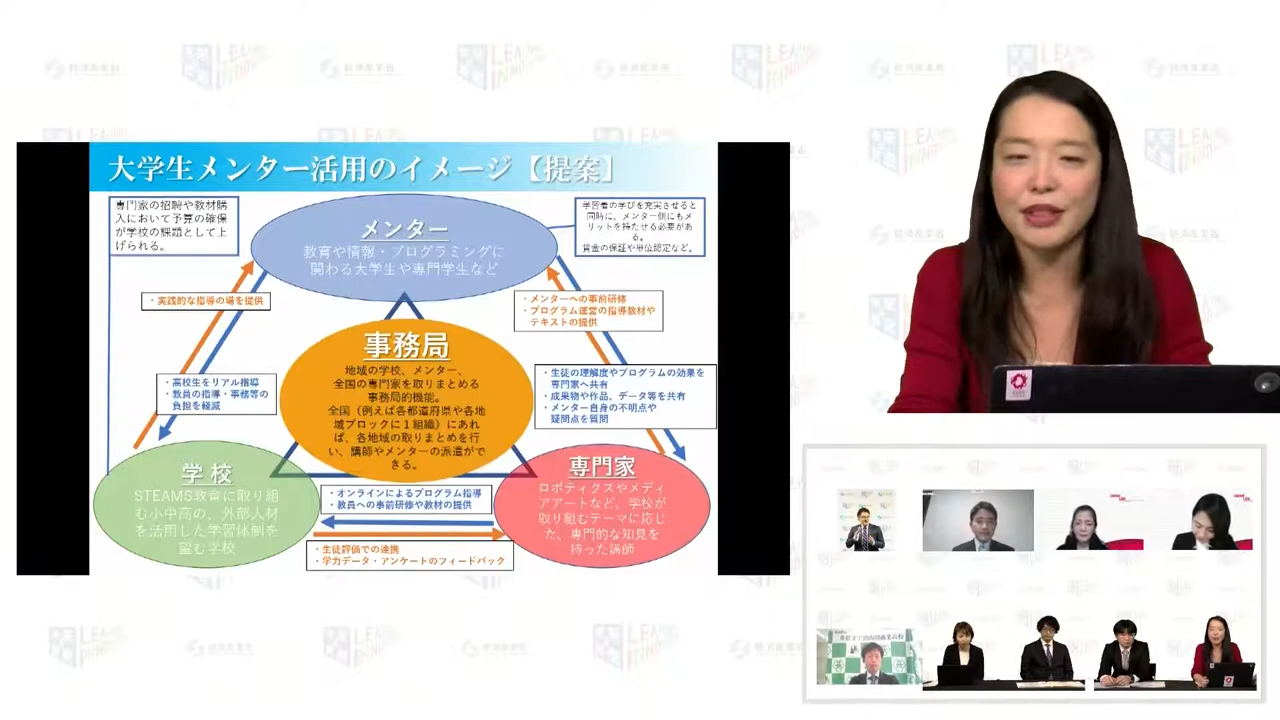 大学生メンター活用のイメージ【提案】
専門家の招聘や教材購
入において予算の確保
が学校の課題として上
げられる。
メンター
教育や情報・プログラミングに
関わる大学生や専門学生など
学習者の学びを充実させると
同時に、メンター側にもメ
リットを持たせる必要があ
る。
賃金の保証や単位認定など。
・実践的な指導の場を提供
・メンターへの事前研修
・プログラム運営の指導教材や
テキストの提供
事務局
地域の学校、メンター、
全国の専門家を取りまとめる
事務局的機能。
全国（例えば各都道府県や各地
域ブロックに１組織）にあれ
ば、各地域の取りまとめを行
い、講師やメンターの派遣がで
きる。
・高校生をリアル指導
・教員の指導・事務等の
負担を軽減
・生徒の理解度やプログラムの効果を
専門家へ共有
・成果物や作品、データ等を共有
・メンター自身の不明点や
疑問点を質問
学校
STEAMS教育に取り組
む小中高の、外部人材
を活用した学習体制を
望む学校
・オンラインによるプログラム指導
・教員への事前研修や教材の提供
・生徒評価での連携
・学力データ・アンケートのフィードバック
専門家
ロボティクスやメディ
アアートなど、学校が
取り組むテーマに応じ
た、専門的な知見を
持った講師
経済産業省